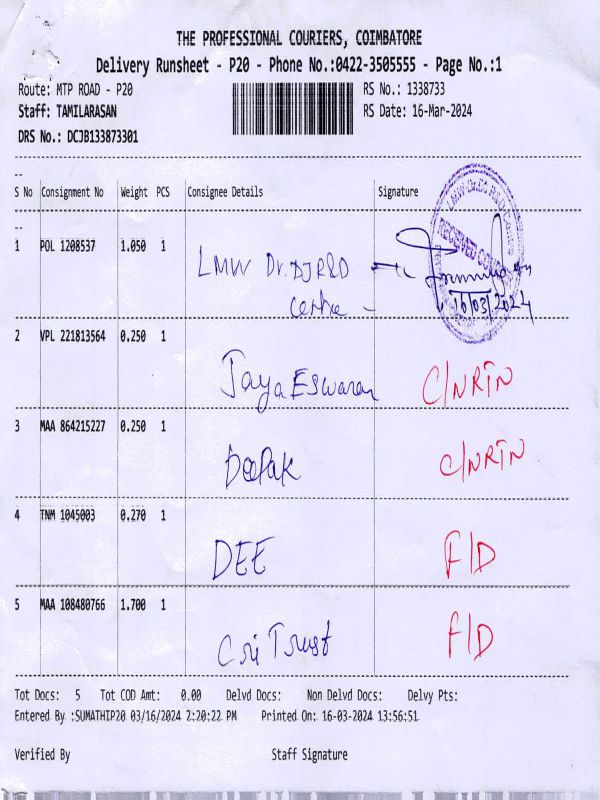 THE PROFESSIONAL COURIERS, COIMBATORE
Delivery Runsheet - P20 - Phone No.:0422-3505555 - Page No.:1
Route: MTP ROAD - P20 RS No.: 1338733
Staff: TAMILARASAN RS Date: 16-Mar-2024
DRS No.: DCJB133873301
S No Consignment No Weight PCS Consignee Details Signature
1 POL 1208537 1.050 1 LMW Dr. DJR&D
Centre -
RECEIVED
16/03/2024
2 VPL 221813564 0.250 1 JayaEswaran C/NRTN
3 MAA 864215227 0.250 1 Deepak C/NRTN
4 TNM 1045003 0.270 1 DEE F/D
5 MAA 108480766 1.700 1 Trust F/D
Tot Docs: 5 Tot COD Amt: 0.00 Delvd Docs: Non Delvd Docs: Delvy Pts:
Entered By :SUMATHIP20 03/16/2024 2:20:22 PM Printed On: 16-03-2024 13:56:51
Verified By Staff Signature